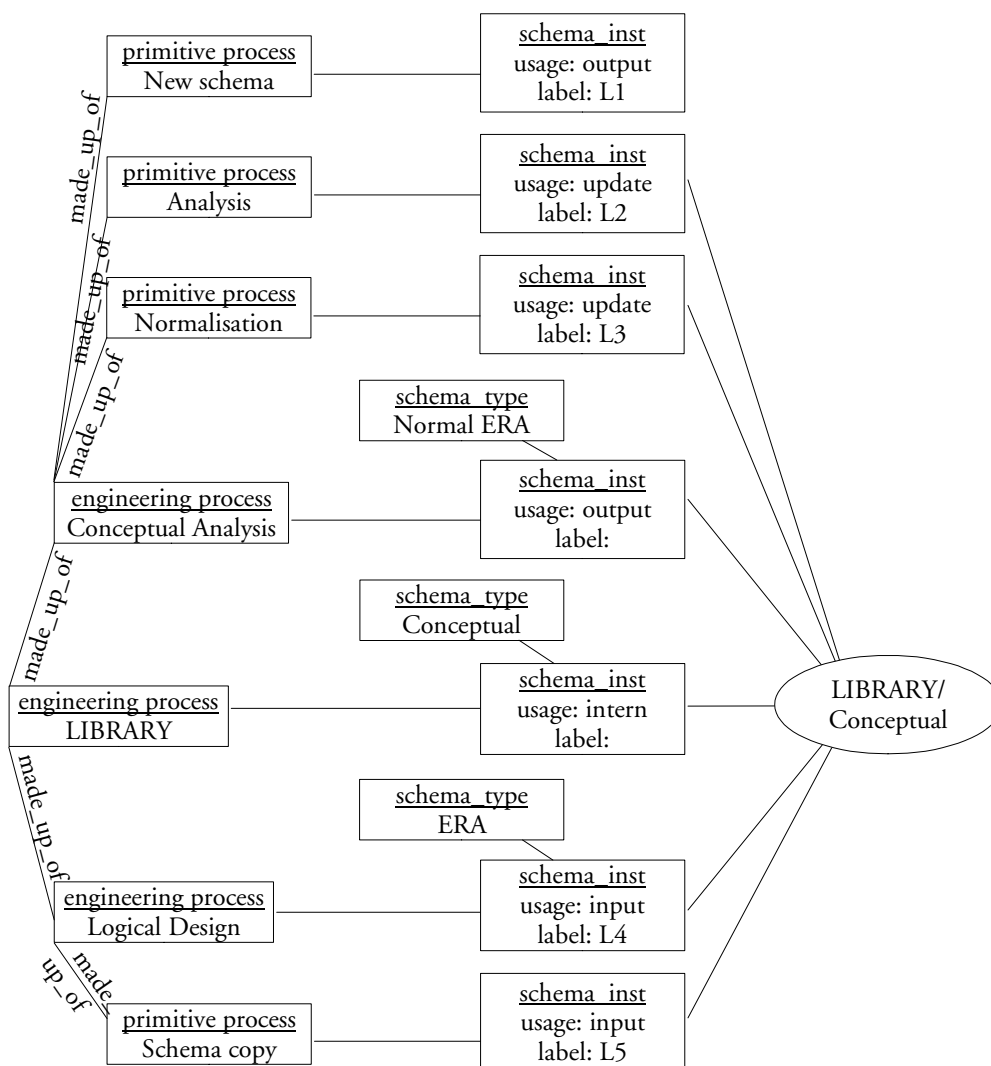 primitive process
New schema
schema_inst
usage: output
label: L1
made_up_of
primitive process
Analysis
schema_inst
usage: update
label: L2
made_up_of
primitive process
Normalisation
schema_inst
usage: update
label: L3
made_up_of
schema_type
Normal ERA
engineering process
Conceptual Analysis
schema_inst
usage: output
label:
made_up_of
schema_type
Conceptual
engineering process
LIBRARY
schema_inst
usage: intern
label:
LIBRARY/
Conceptual
made_up_of
schema_type
ERA
engineering process
Logical Design
schema_inst
usage: input
label: L4
made_
up_of
primitive process
Schema copy
schema_inst
usage: input
label: L5